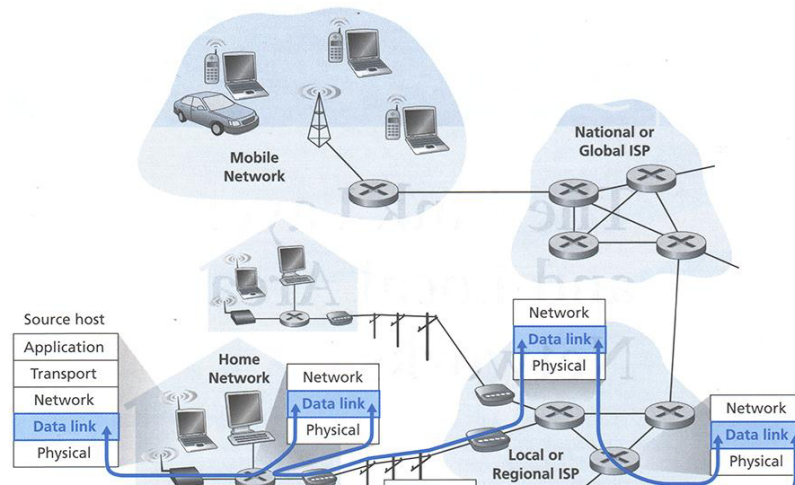 National or
Global ISP
Mobile
Network
Source host
Application
Transport
Network
Data link
Physical
Home
Network
Network
Data link
Physical
Network
Data link
Physical
Local or
Regional ISP
Network
Data link
Physical